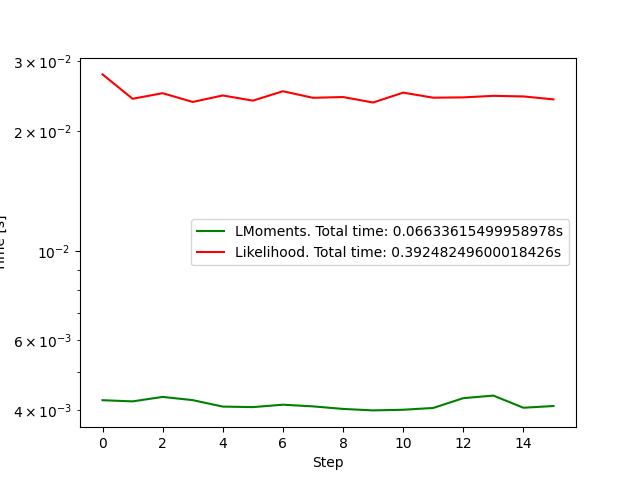 3 × 10⁻²
2 × 10⁻²
10⁻²
6 × 10⁻³
4 × 10⁻³
LMoments. Total time: 0.06633615499958978s
Likelihood. Total time: 0.39248249600018426s
0 2 4 6 8 10 12 14
Step